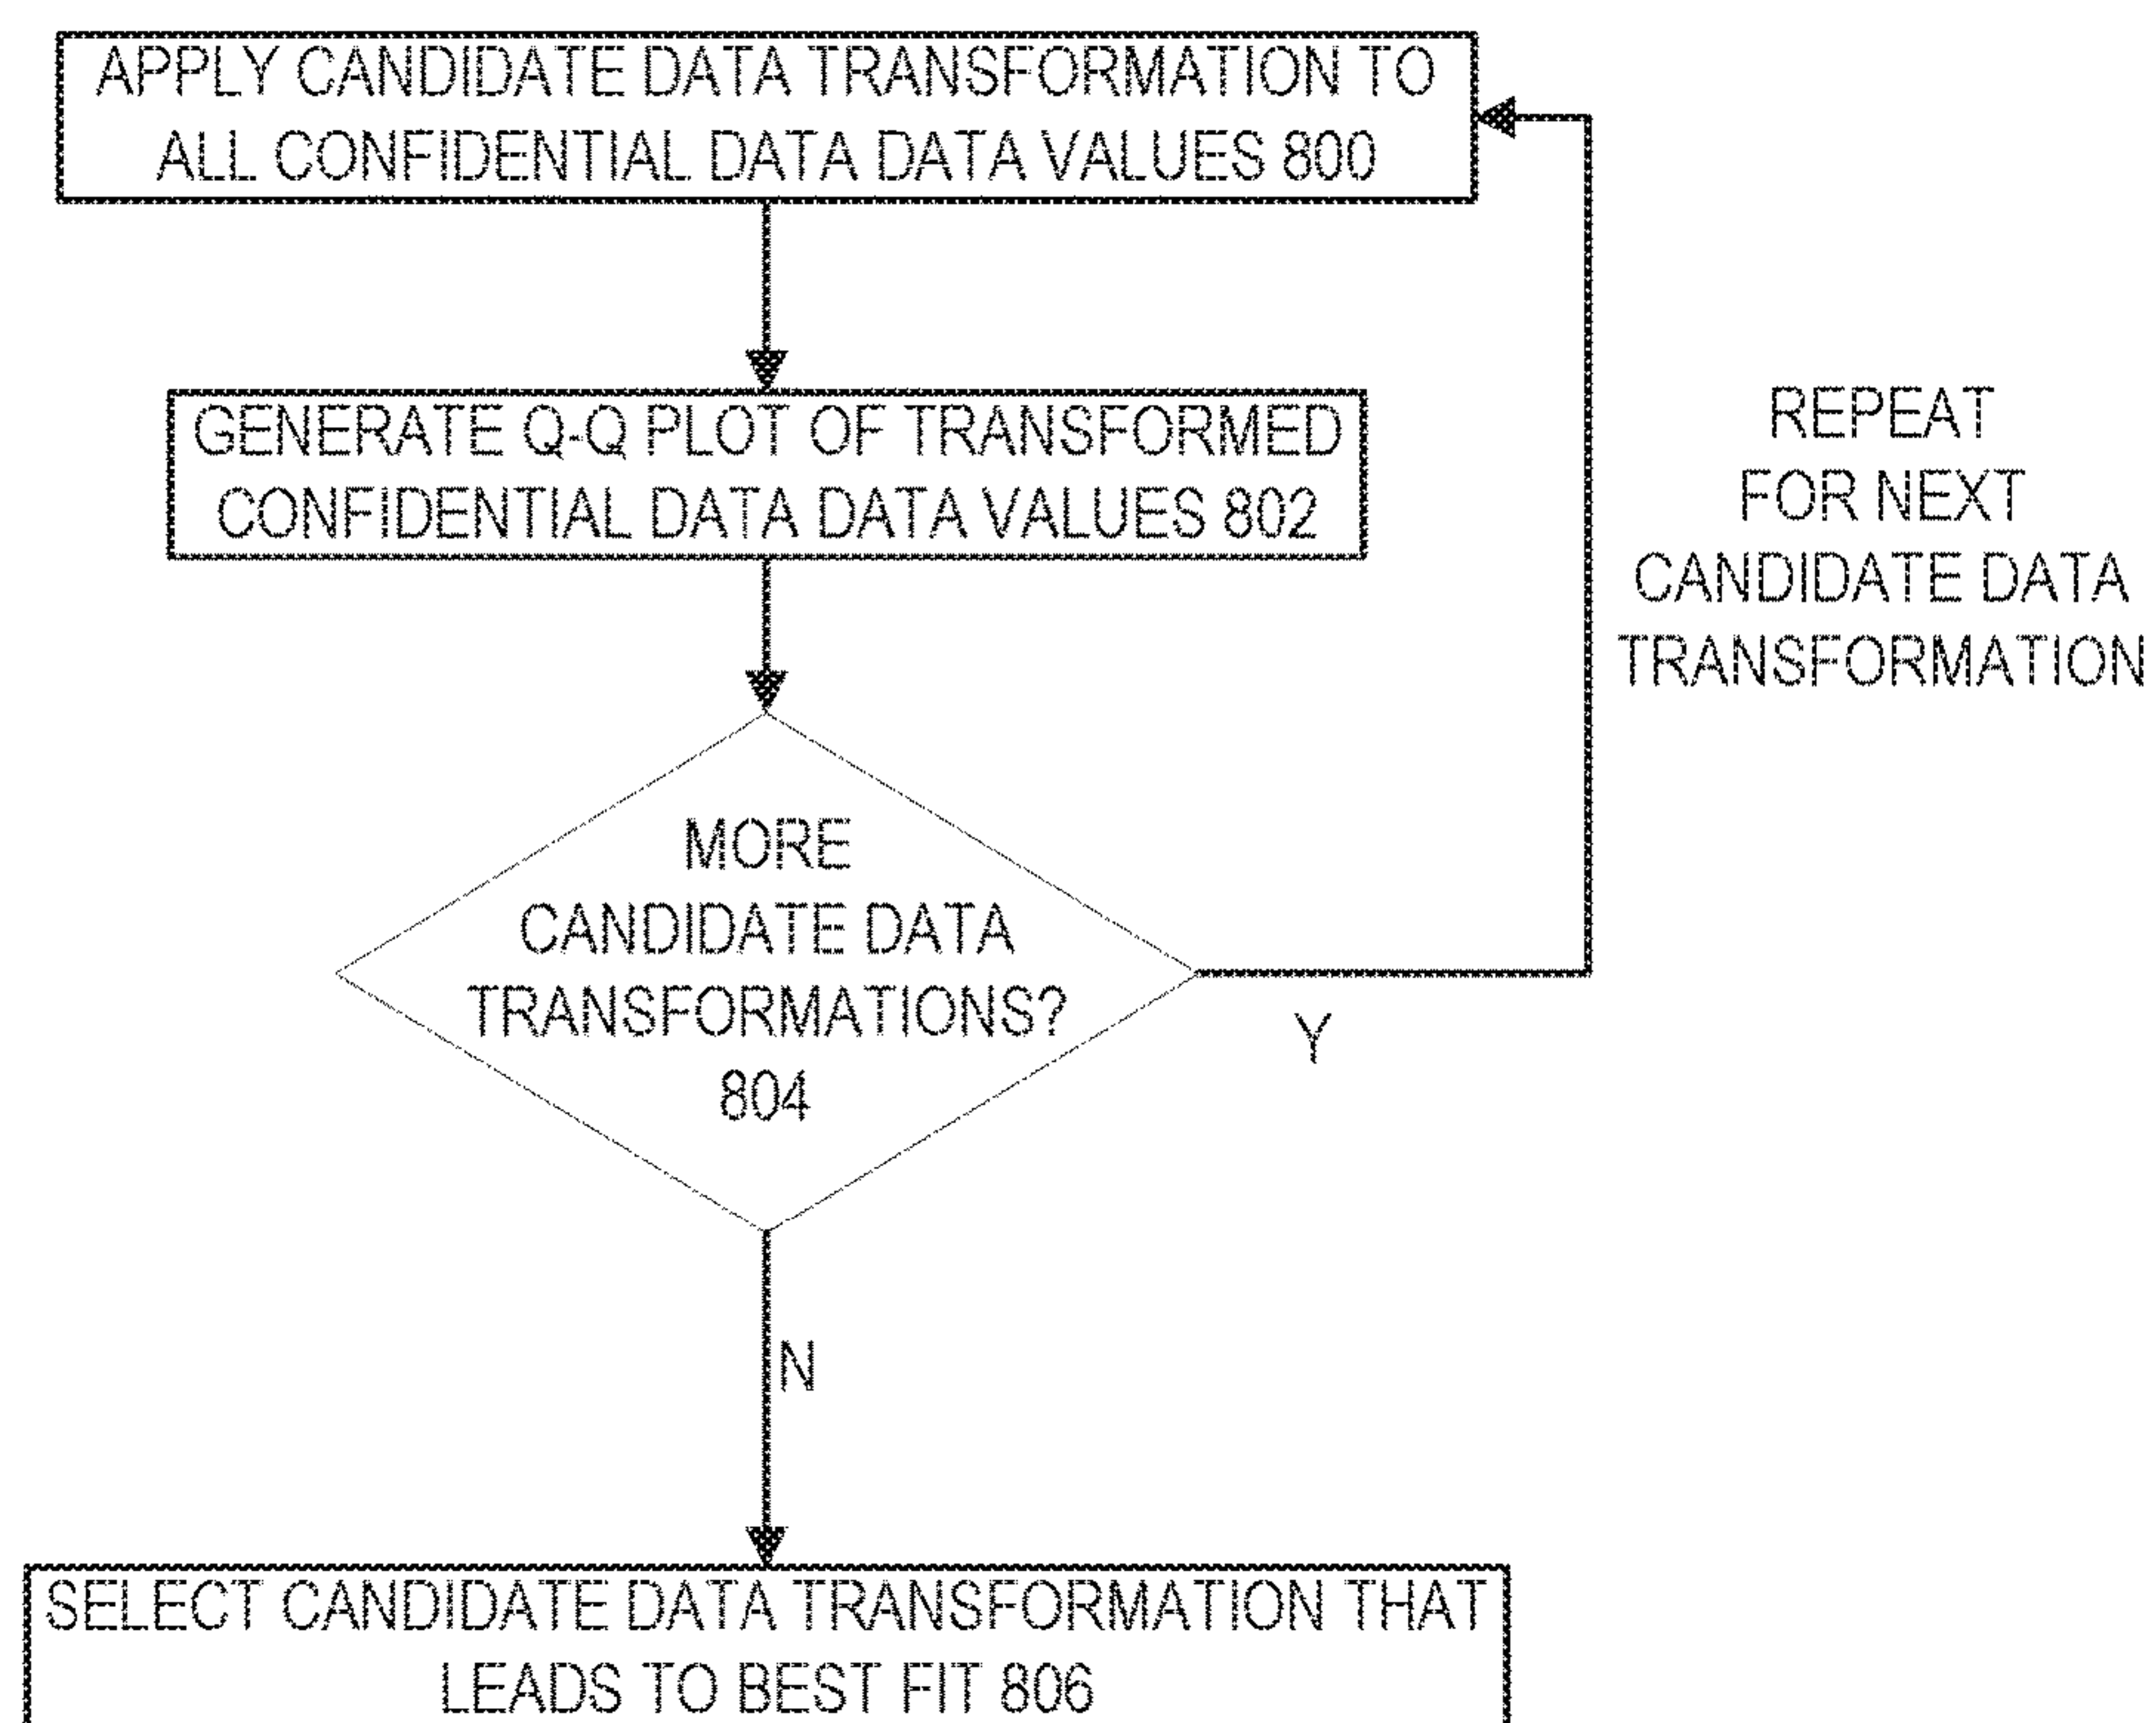 APPLY CANDIDATE DATA TRANSFORMATION TO
ALL CONFIDENTIAL DATA DATA VALUES 800
GENERATE Q-Q PLOT OF TRANSFORMED
CONFIDENTIAL DATA DATA VALUES 802
REPEAT
FOR NEXT
CANDIDATE DATA
TRANSFORMATION
MORE
CANDIDATE DATA
TRANSFORMATIONS?
804
Y
N
SELECT CANDIDATE DATA TRANSFORMATION THAT
LEADS TO BEST FIT 806